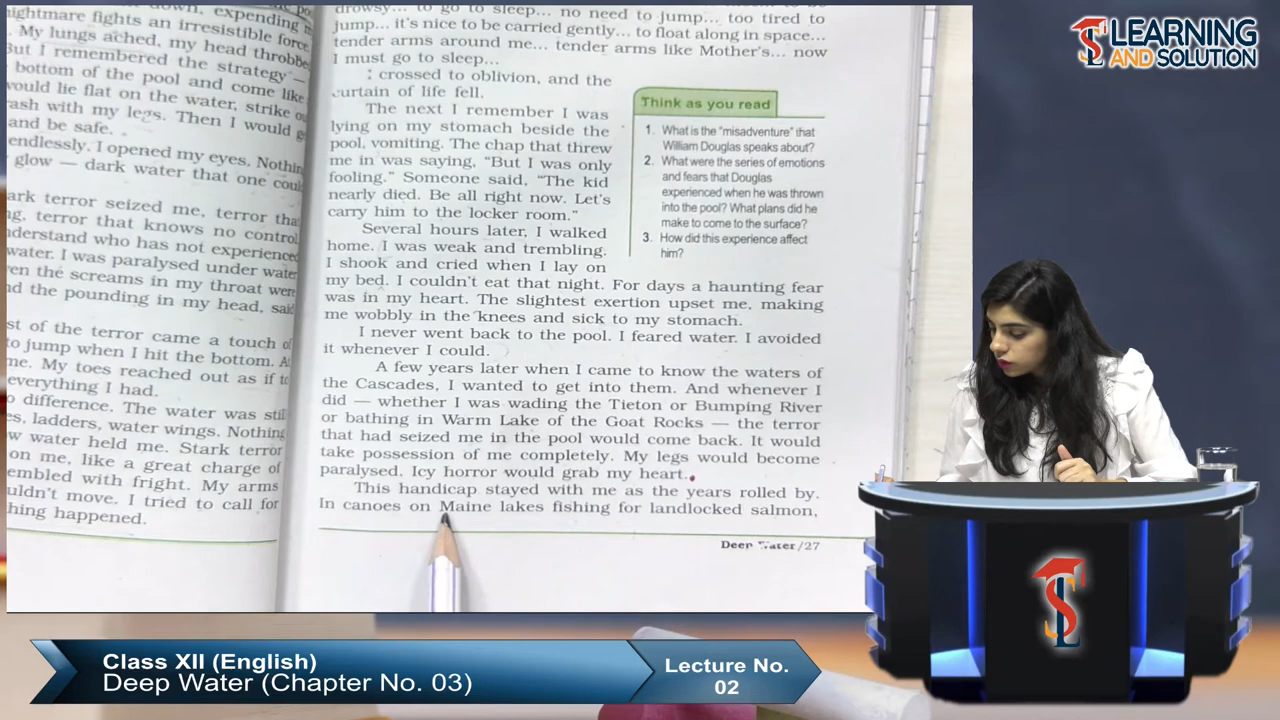 down, expending
nightmare fights an irresistible force.
My lungs ached, my head throbbed
But I remembered the strategy —
bottom of the pool and come like
would lie flat on the water, strike
ash with my legs. Then I would
and be safe.
endlessly. I opened my eyes.
glow — dark water that one
ark terror seized me, terror
terror that knows no control
who has not experienced
water. I was paralysed under water
the screams in my throat were
the pounding in my head, said
st of the terror came a touch of
to jump when I hit the bottom.
me. My toes reached out as if to
everything I had.
difference. The water was still
es, ladders, water wings. Nothing
water held me. Stark terror
on me, like a great charge of
embled with fright. My arms
uldn't move. I tried to call for
hing happened.
drowsy... to go to sleep... no need to jump... too tired to
jump... it's nice to be carried gently... to float along in space...
tender arms around me... tender arms like Mother's... now
I must go to sleep...
crossed to oblivion, and the
curtain of life fell.
The next I remember I was
lying on my stomach beside the
pool, vomiting. The chap that threw
me in was saying. "But I was only
fooling." Someone said, "The kid
nearly died. Be all right now. Let's
carry him to the locker room."
Several hours later, I walked
home. I was weak and trembling.
I shook and cried when I lay on
my bed. I couldn't eat that night. For days a haunting fear
was in my heart. The slightest exertion upset me, making
me wobbly in the knees and sick to my stomach.
I never went back to the pool. I feared water. I avoided
it whenever I could.
A few years later when I came to know the waters of
the Cascades, I wanted to get into them. And whenever I
did — whether I was wading the Tieton or Bumping River
or bathing in Warm Lake of the Goat Rocks — the terror
that had seized me in the pool would come back. It would
take possession of me completely. My legs would become
paralysed. Icy horror would grab my heart.
This handicap stayed with me as the years rolled by.
In canoes on Maine lakes fishing for landlocked salmon,
Think as you read
1. What is the "misadventure" that
William Douglas speaks about?
2. What were the series of emotions
and fears that Douglas
experienced when he was thrown
into the pool? What plans did he
make to come to the surface?
3. How did this experience affect
him?
Deep Water/27
LEARNING
AND SOLUTION
Class XII (English)
Deep Water (Chapter No. 03)
Lecture No.
02